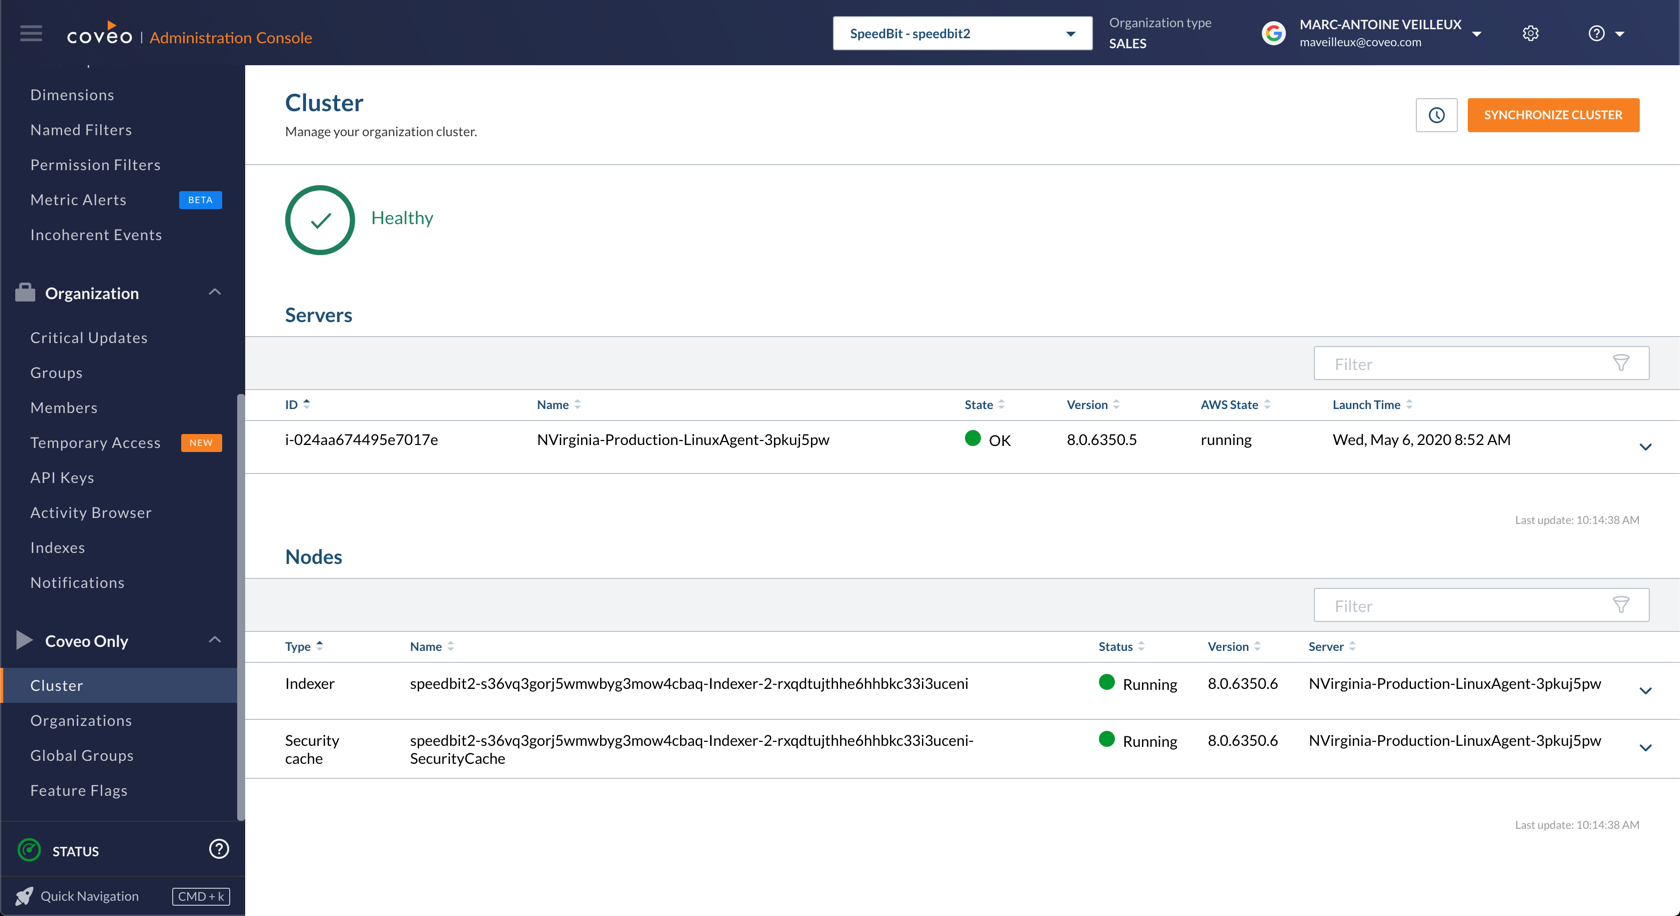 coveo | Administration Console
SpeedBit - speedbit2
Organization type
SALES
MARC-ANTOINE VEILLEUX
maveilleux@coveo.com
Dimensions
Named Filters
Permission Filters
Metric Alerts BETA
Incoherent Events
Organization
Critical Updates
Groups
Members
Temporary Access NEW
API Keys
Activity Browser
Indexes
Notifications
Coveo Only
Cluster
Organizations
Global Groups
Feature Flags
STATUS
Quick Navigation CMD + k
Cluster
Manage your organization cluster.
SYNCHRONIZE CLUSTER
Healthy
Servers
Filter
ID Name State Version AWS State Launch Time
i-024aa674495e7017e NVirginia-Production-LinuxAgent-3pkuj5pw OK 8.0.6350.5 running Wed, May 6, 2020 8:52 AM
Last update: 10:14:38 AM
Nodes
Filter
Type Name Status Version Server
Indexer speedbit2-s36vq3gorj5wmwbyg3mow4cbaq-Indexer-2-rxqdtujthhe6hhbkc33i3uceni Running 8.0.6350.6 NVirginia-Production-LinuxAgent-3pkuj5pw
Security speedbit2-s36vq3gorj5wmwbyg3mow4cbaq-Indexer-2-rxqdtujthhe6hhbkc33i3uceni- Running 8.0.6350.6 NVirginia-Production-LinuxAgent-3pkuj5pw
cache SecurityCache
Last update: 10:14:38 AM